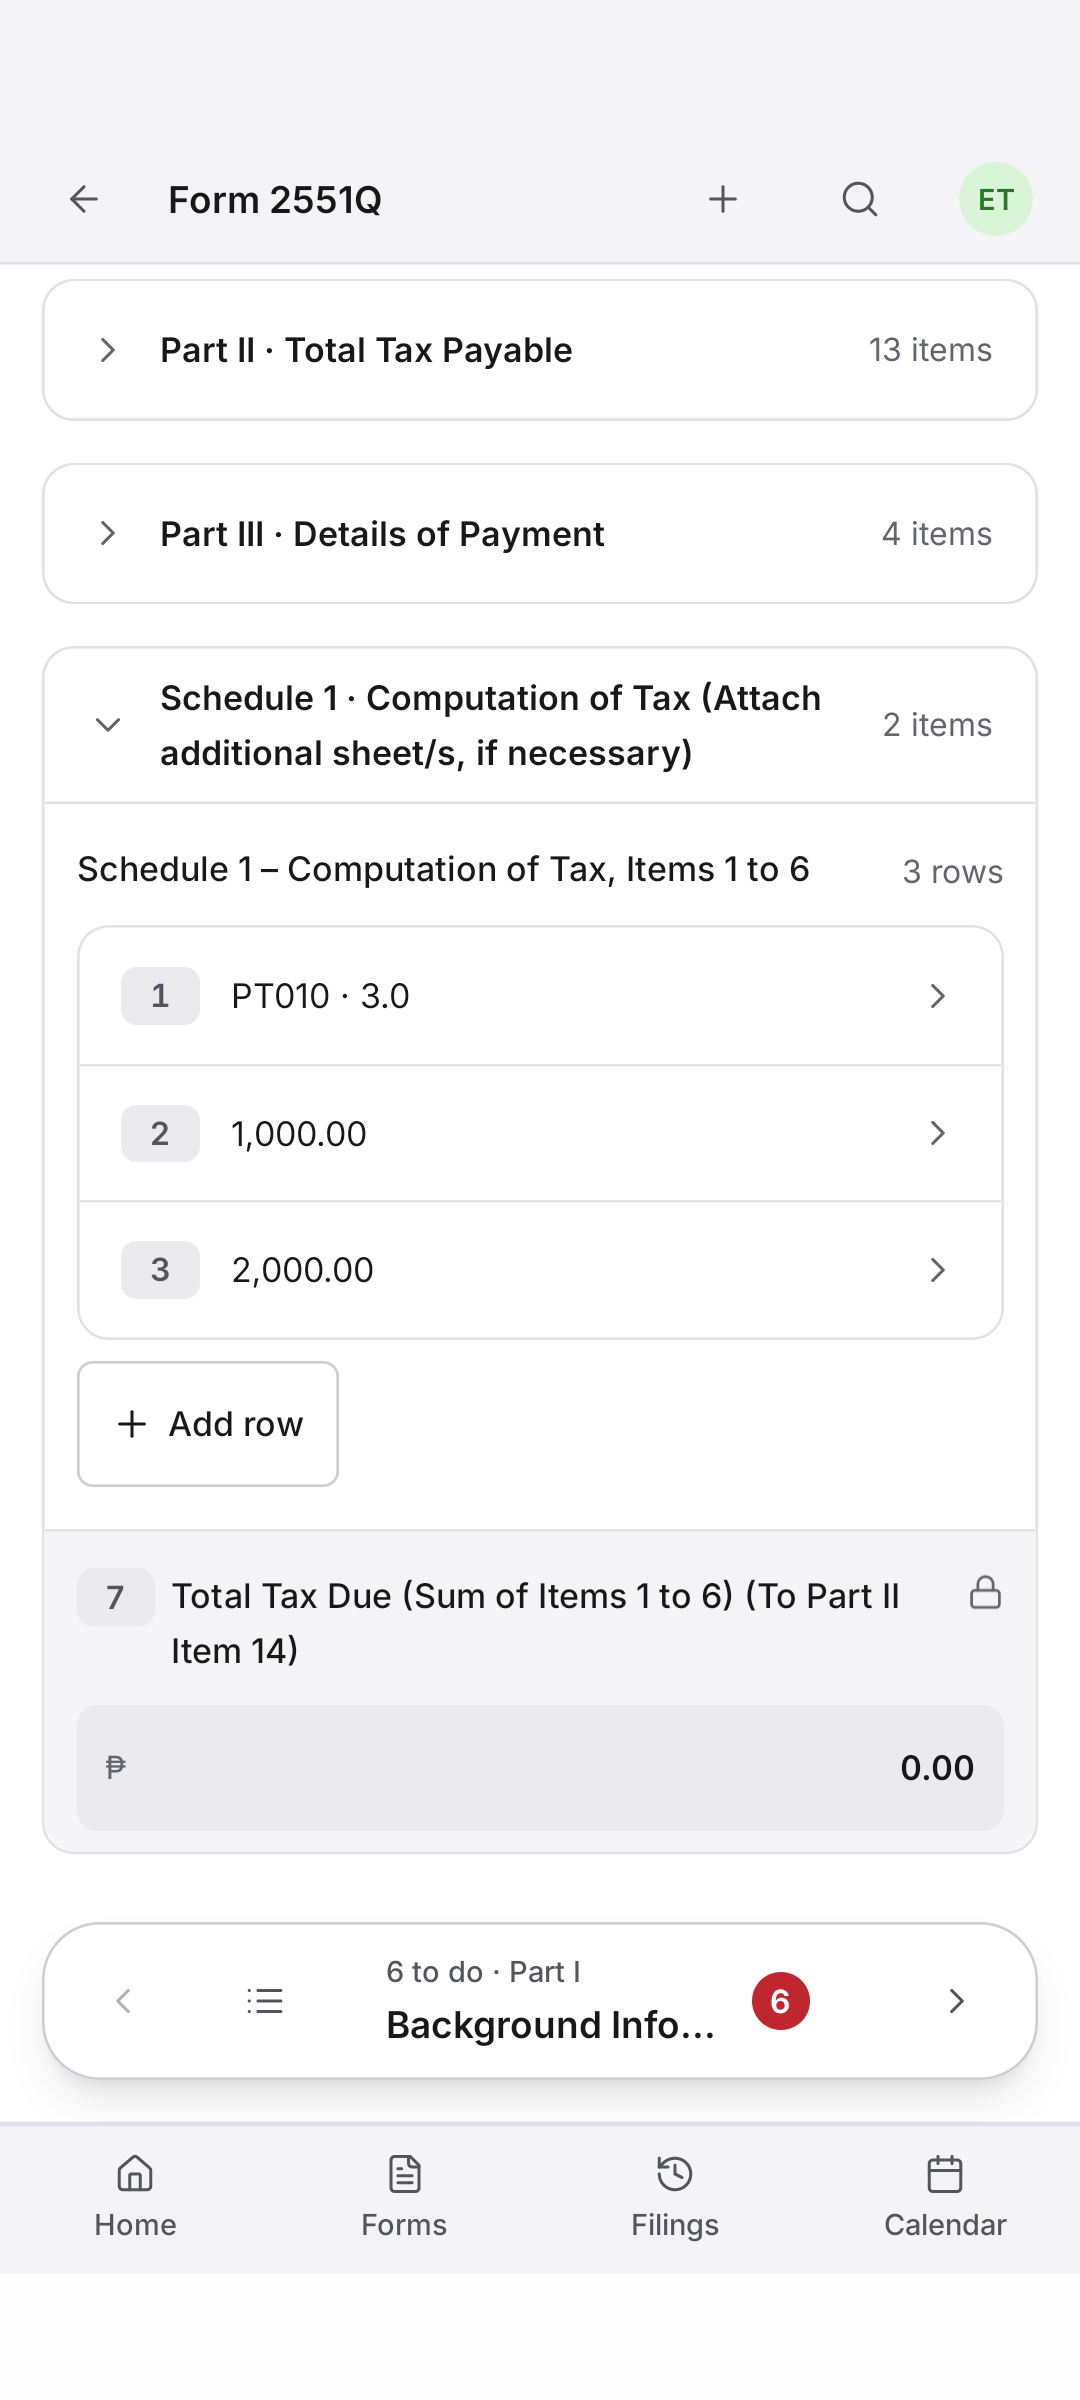 Form 2551Q
ET
Part II · Total Tax Payable
13 items
Part III · Details of Payment
4 items
Schedule 1 · Computation of Tax (Attach
additional sheet/s, if necessary)
2 items
Schedule 1 – Computation of Tax, Items 1 to 6
3 rows
1
PT010 · 3.0
2
1,000.00
3
2,000.00
Add row
7
Total Tax Due (Sum of Items 1 to 6) (To Part II
Item 14)
₱
0.00
6 to do · Part I
Background Info...
6
Home
Forms
Filings
Calendar